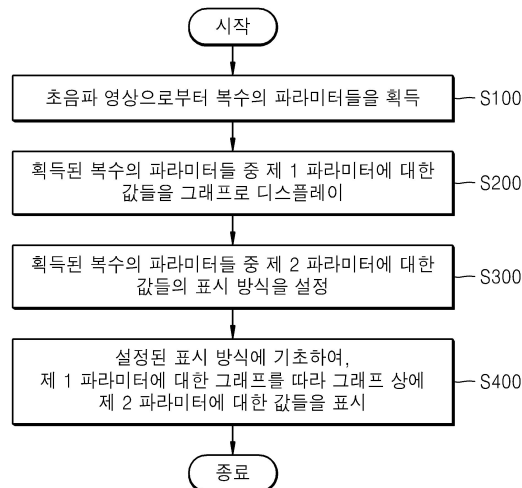 시작
초음파 영상으로부터 복수의 파라미터들을 획득
S100
획득된 복수의 파라미터들 중 제 1 파라미터에 대한
값들을 그래프로 디스플레이
S200
획득된 복수의 파라미터들 중 제 2 파라미터에 대한
값들의 표시 방식을 설정
S300
설정된 표시 방식에 기초하여,
제 1 파라미터에 대한 그래프를 따라 그래프 상에
제 2 파라미터에 대한 값들을 표시
S400
종료